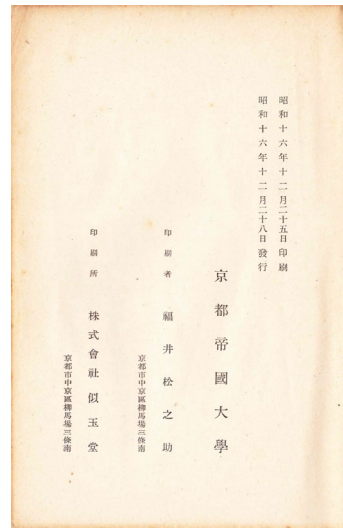 昭和十六年十二月二十五日印刷
昭和十六年十二月二十八日發行
京都帝國大學
印刷者 福井松之助
京都市中京區柳馬場三條南
印刷所 株式會社似玉堂
京都市中京區柳馬場三條南